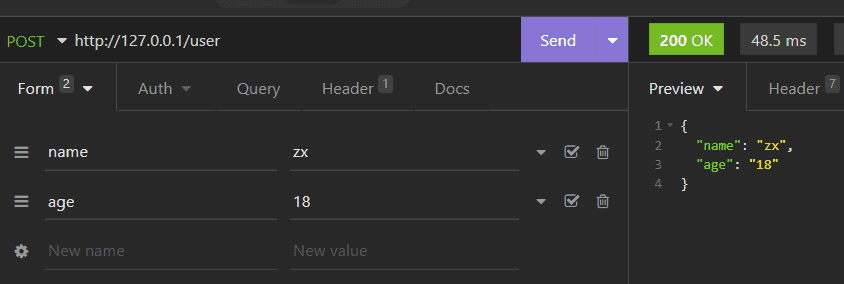 POST http://127.0.0.1/user Send 200 OK 48.5 ms
Form 2 Auth Query Header 1 Docs Preview Header 7
name zx
age 18
New name New value
1 {
2 "name": "zx",
3 "age": "18"
4 }